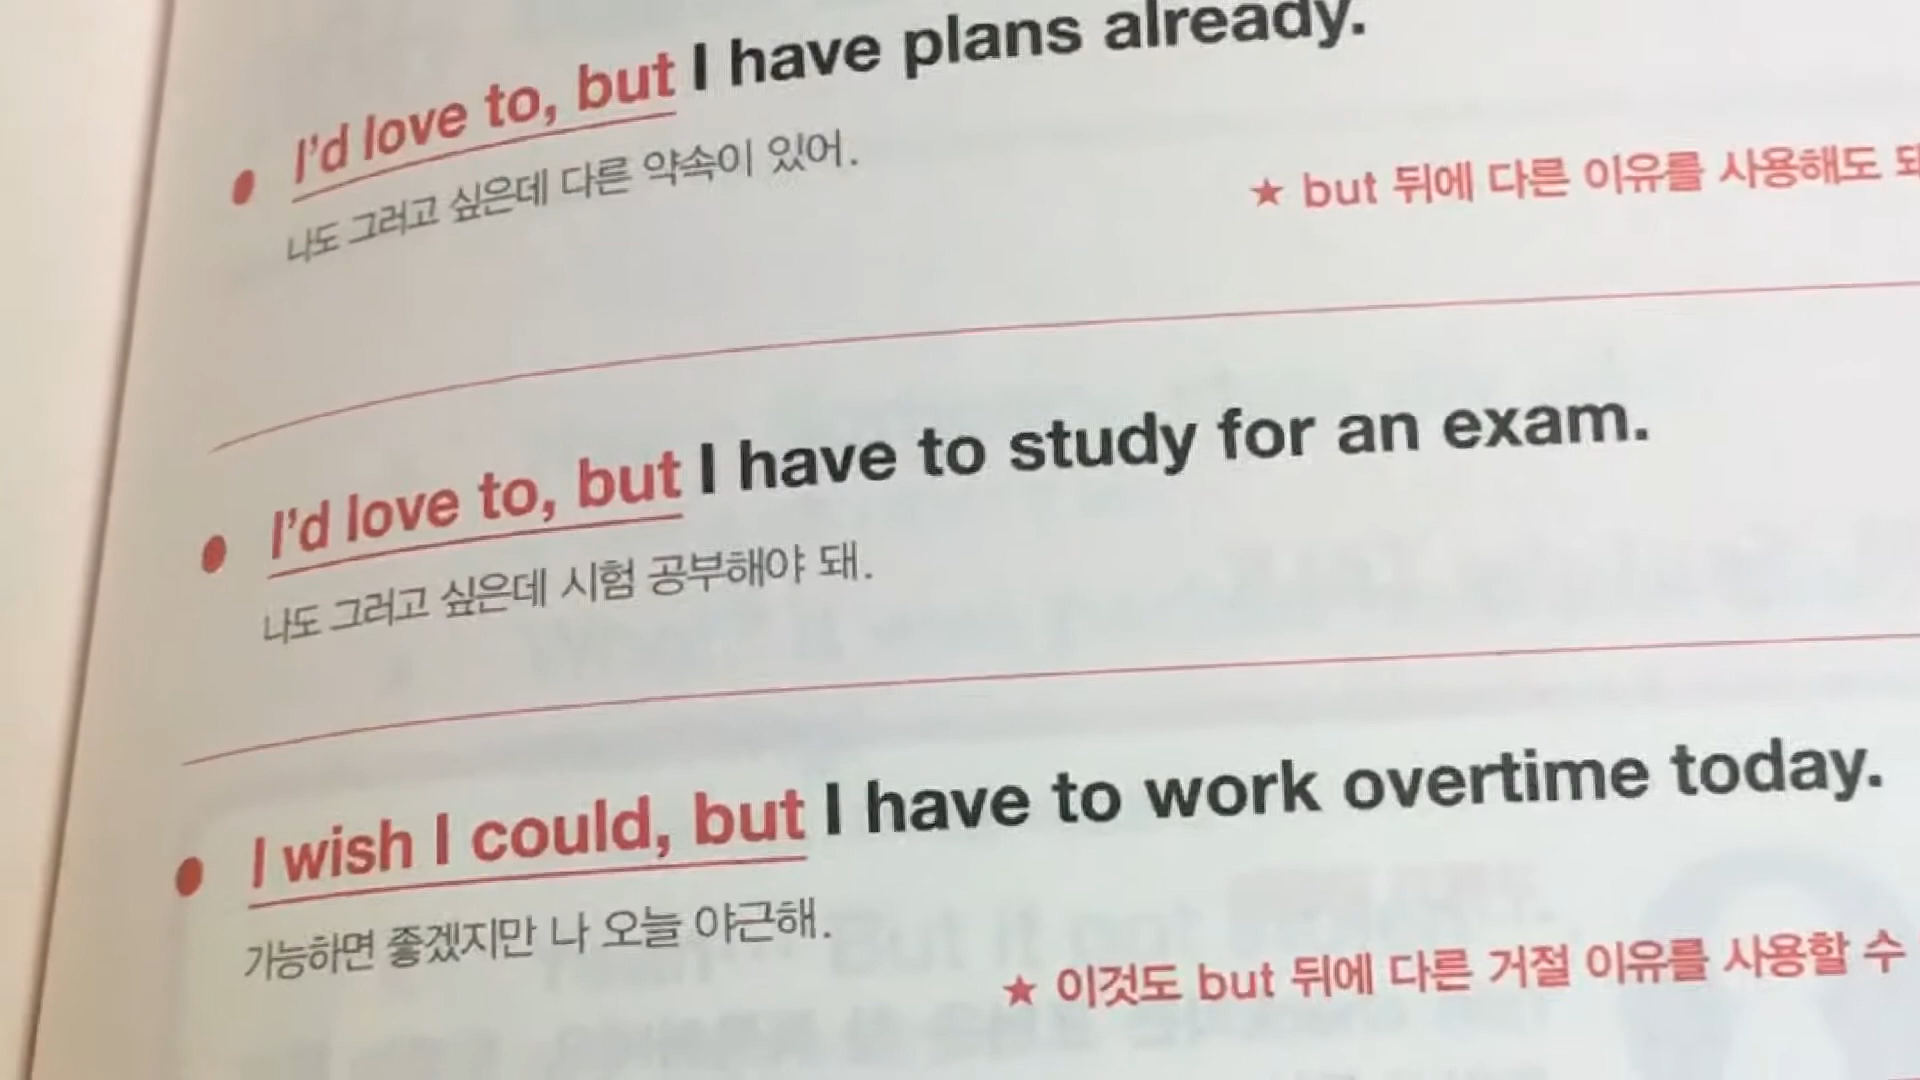 I'd love to, but I have plans already.
나도 그러고 싶은데 다른 약속이 있어.
★ but 뒤에 다른 이유를 사용해도
I'd love to, but I have to study for an exam.
나도 그러고 싶은데 시험 공부해야 돼.
I wish I could, but I have to work overtime today.
가능하면 좋겠지만 나 오늘 야근해.
★ 이것도 but 뒤에 다른 거절 이유를 사용할 수